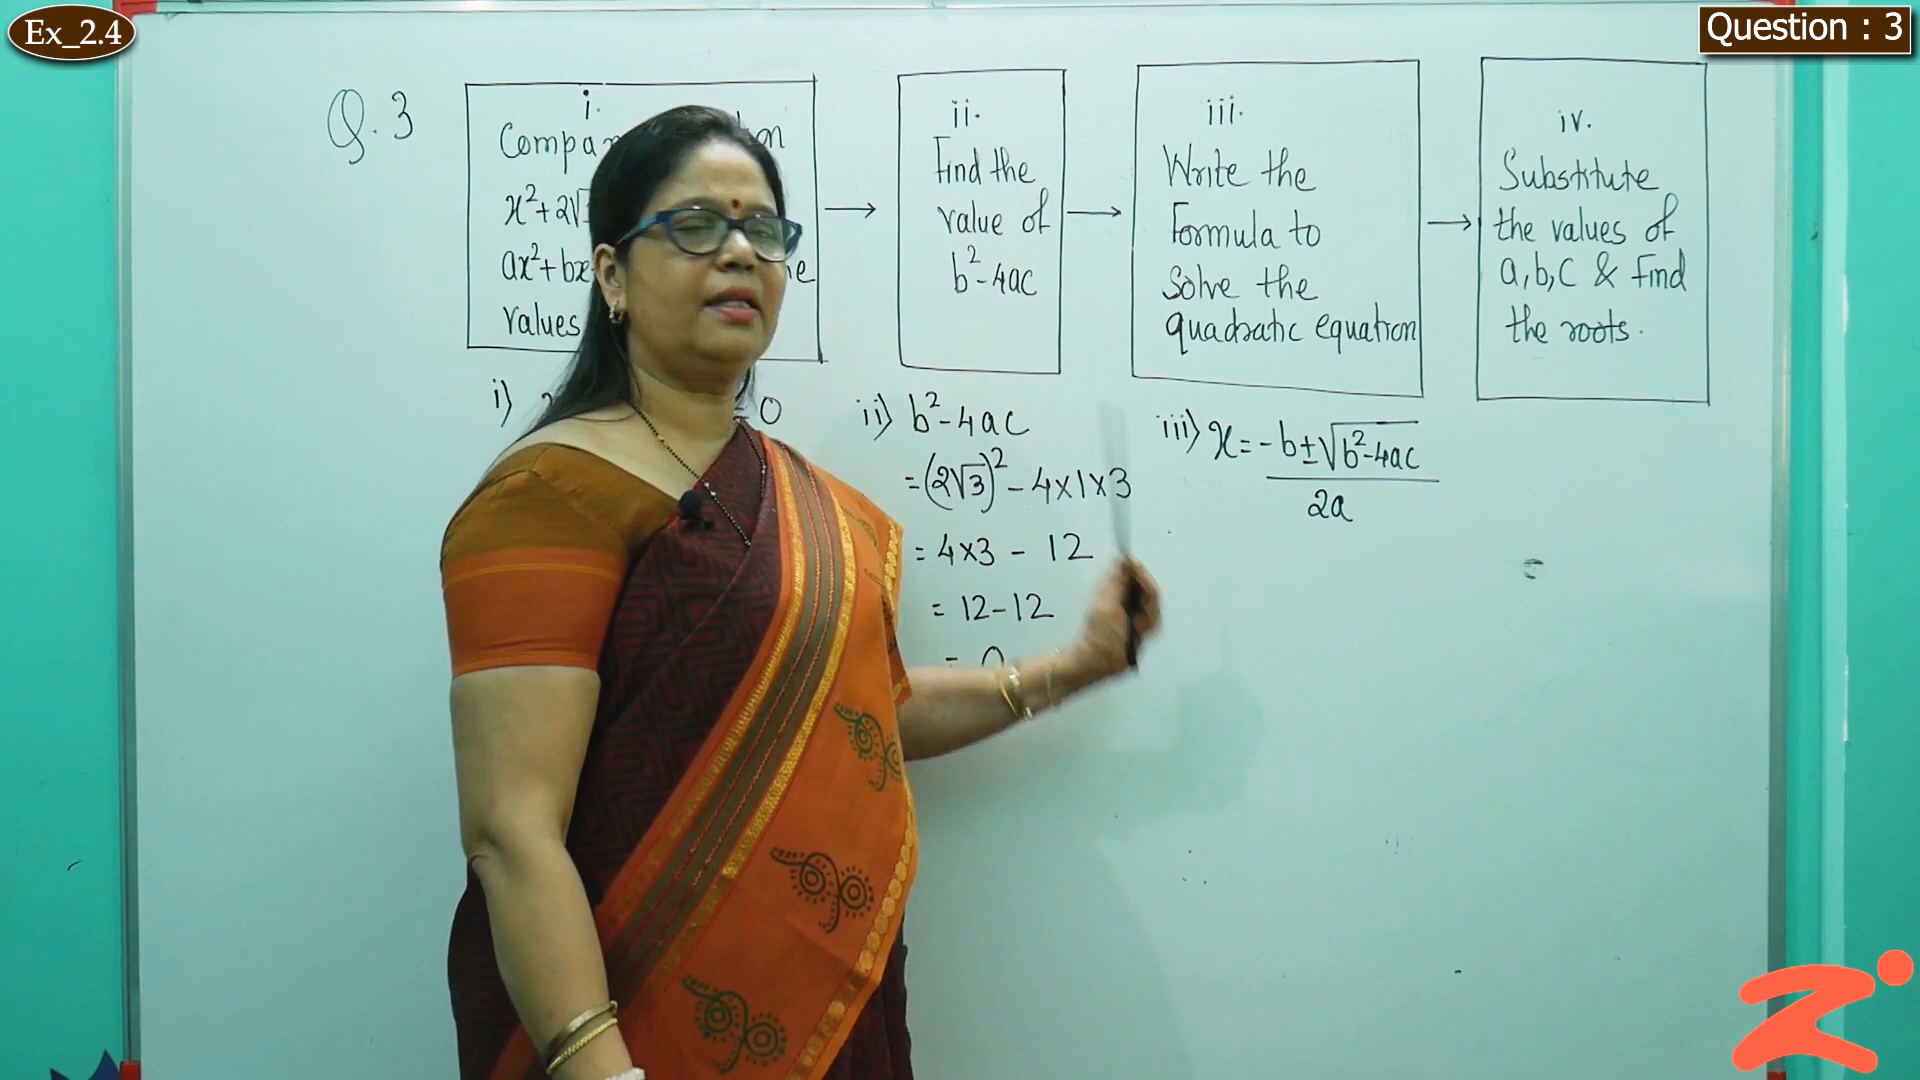 Ex_2.4
Question : 3
Q. 3
i.
x²+2√
ax²+bx
values
ii.
Find the
value of
b²-4ac
iii.
Write the
Formula to
Solve the
quadratic equation
iv.
Substitute
the values of
a,b,c & Find
the roots.
i) =0
ii) b²-4ac
=(2√3)²-4×1×3
= 4×3 - 12
= 12-12
= 0
iii) x= -b±√b²-4ac
2a